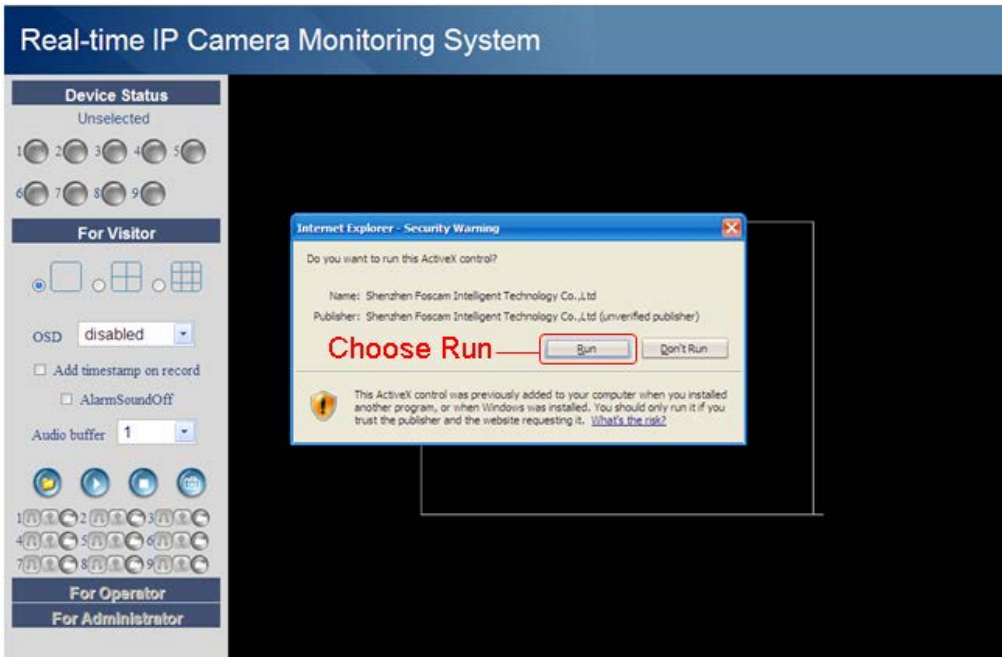 Real-time IP Camera Monitoring System
Device Status
Unselected
1 2 3 4 5
6 7 8 9
For Visitor
OSD disabled
Add timestamp on record
AlarmSoundOff
Audio buffer 1
1 2 3
4 5 6
7 8 9
For Operator
For Administrator
Internet Explorer - Security Warning
Do you want to run this ActiveX control?
Name: Shenzhen Foscam Intelligent Technology Co.,Ltd
Publisher: Shenzhen Foscam Intelligent Technology Co.,Ltd (unverified publisher)
Choose Run
Run Don't Run
This ActiveX control was previously added to your computer when you installed
another program, or when Windows was installed. You should only run it if you
trust the publisher and the website requesting it. What's the risk?